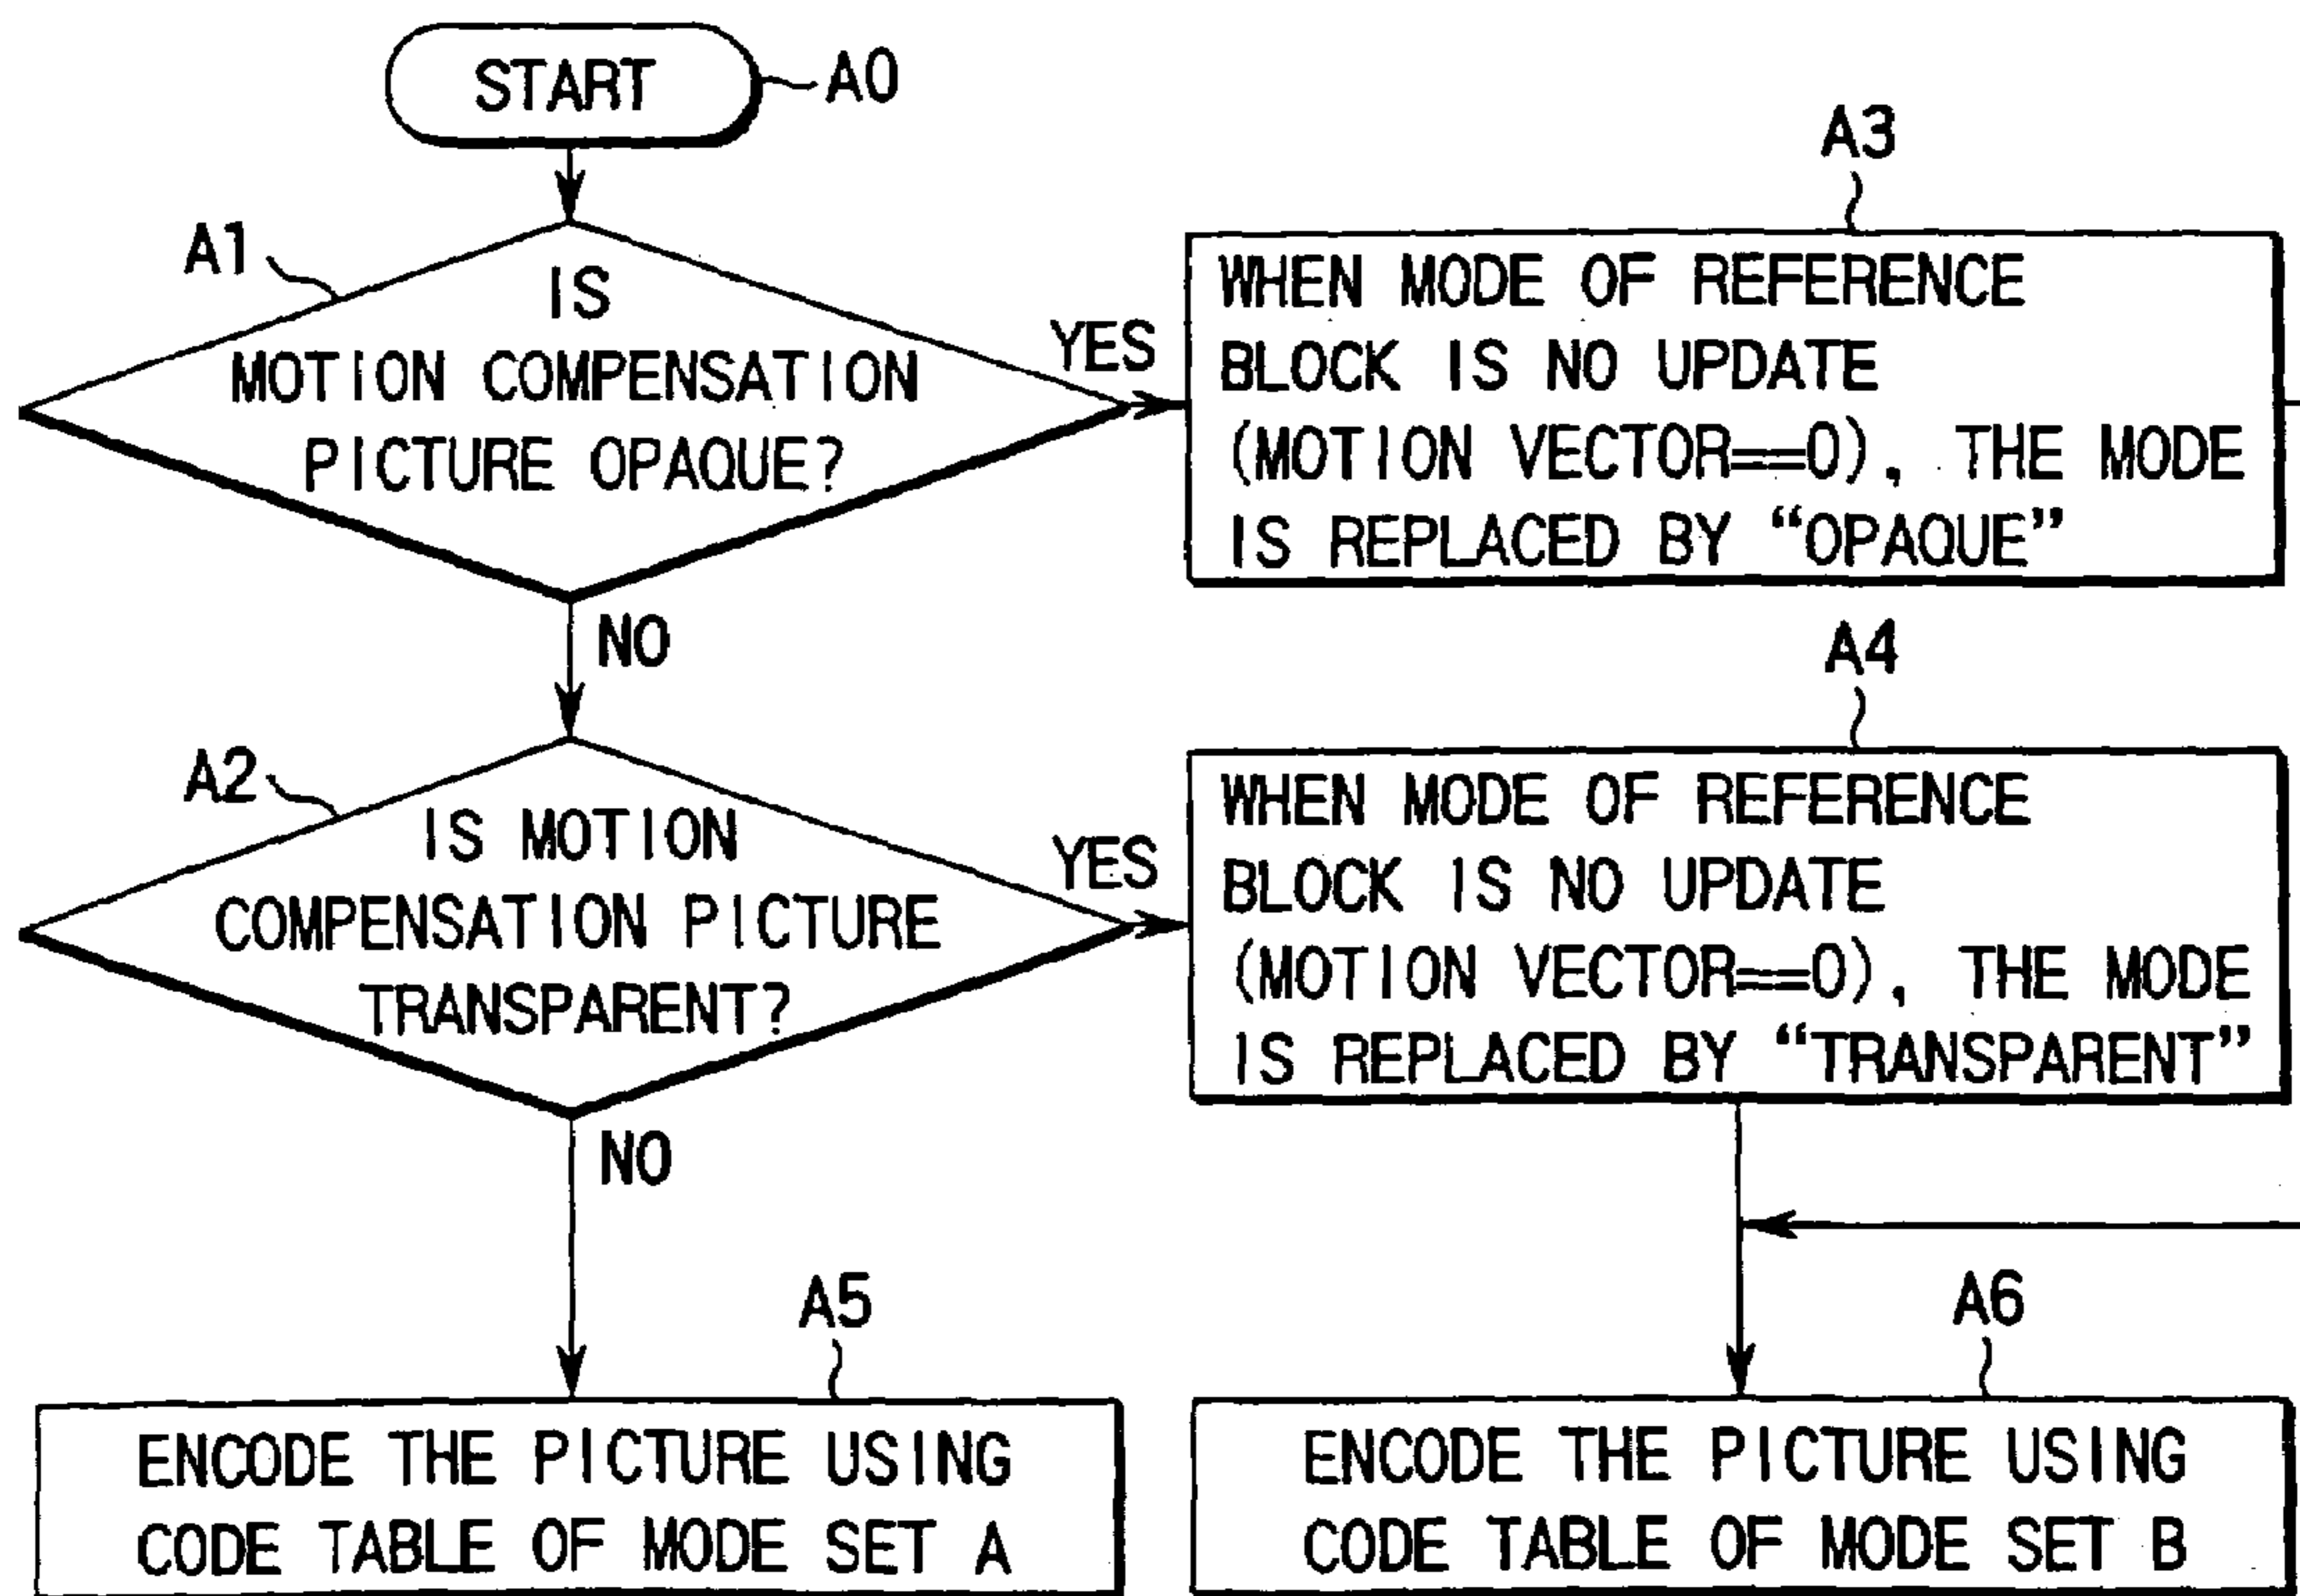 START
A0
A1
IS
MOTION COMPENSATION
PICTURE OPAQUE?
YES
NO
A3
WHEN MODE OF REFERENCE
BLOCK IS NO UPDATE
(MOTION VECTOR==0), THE MODE
IS REPLACED BY “OPAQUE”
A2
IS MOTION
COMPENSATION PICTURE
TRANSPARENT?
YES
NO
A4
WHEN MODE OF REFERENCE
BLOCK IS NO UPDATE
(MOTION VECTOR==0), THE MODE
IS REPLACED BY “TRANSPARENT”
A5
ENCODE THE PICTURE USING
CODE TABLE OF MODE SET A
A6
ENCODE THE PICTURE USING
CODE TABLE OF MODE SET B